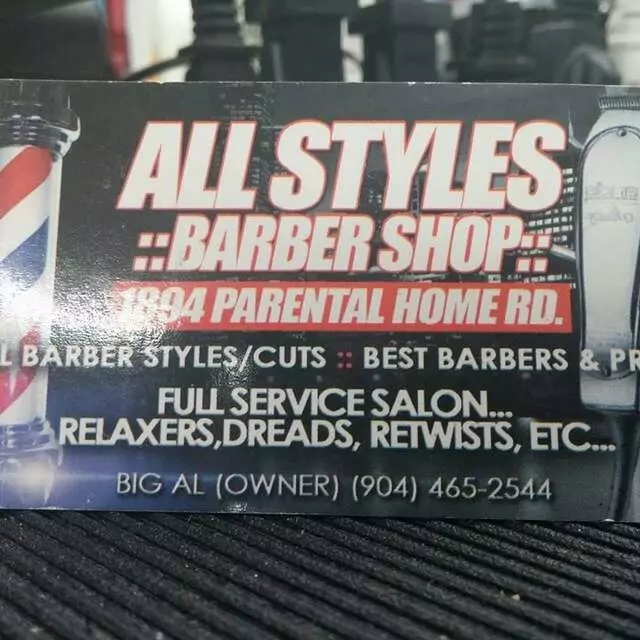 ALL STYLES
::BARBER SHOP::
1894 PARENTAL HOME RD.
L BARBER STYLES/CUTS :: BEST BARBERS & PR
FULL SERVICE SALON...
RELAXERS,DREADS, RETWISTS, ETC...
BIG AL (OWNER) (904) 465-2544